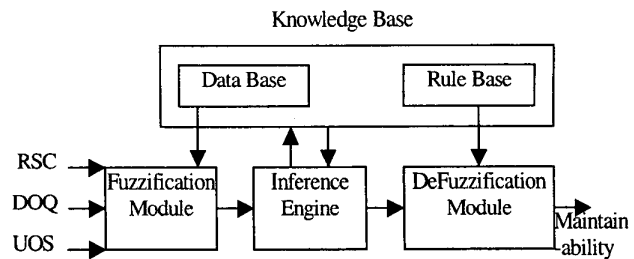 Knowledge Base
Data Base
Rule Base
RSC
DOQ
UOS
Fuzzification
Module
Inference
Engine
DeFuzzification
Module
Maintain
-ability